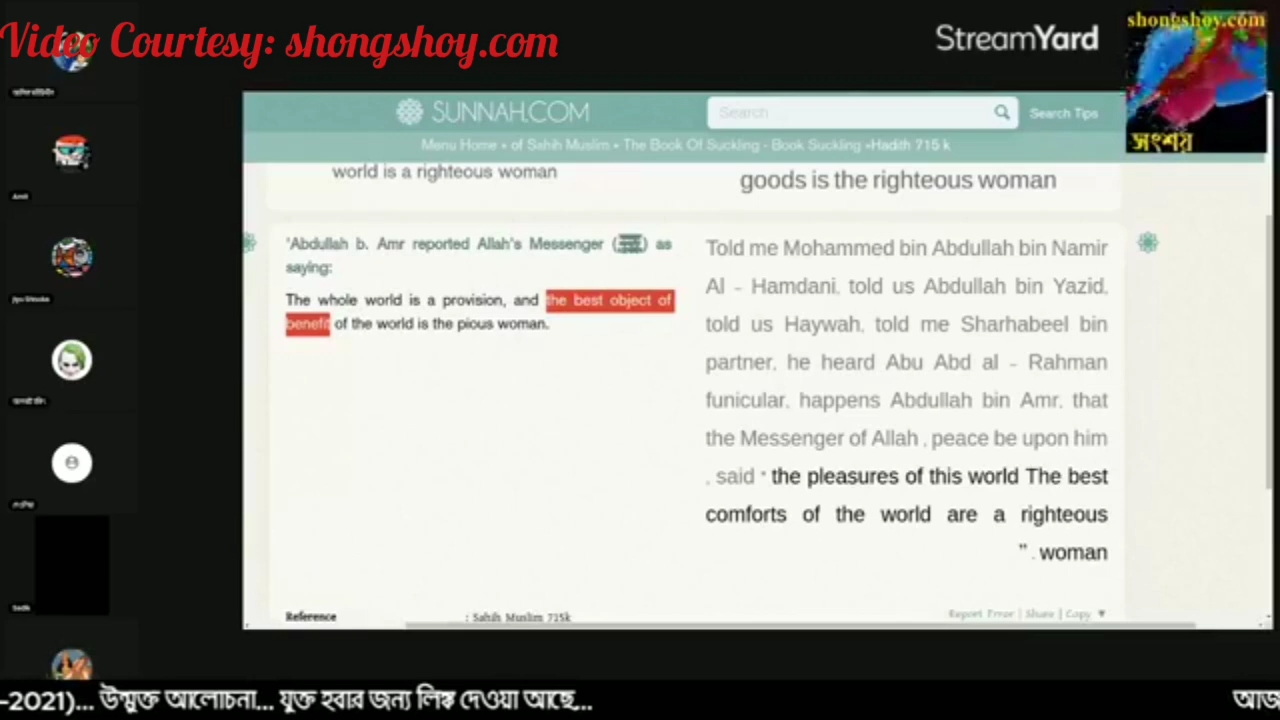 Video Courtesy: shongshoy.com
StreamYard
shongshoy.com
সংশয়
SUNNAH.COM
Search ...
Search Tips
Menu Home • of Sahih Muslim • The Book Of Suckling - Book Suckling •Hadith 715 k
world is a righteous woman
goods is the righteous woman
'Abdullah b. Amr reported Allah's Messenger () as
saying:
The whole world is a provision, and the best object of
benefit of the world is the pious woman.
Told me Mohammed bin Abdullah bin Namir
Al - Hamdani, told us Abdullah bin Yazid,
told us Haywah, told me Sharhabeel bin
partner, he heard Abu Abd al - Rahman
funicular, happens Abdullah bin Amr, that
the Messenger of Allah , peace be upon him
, said " the pleasures of this world The best
comforts of the world are a righteous
" . woman
Reference : Sahih Muslim 715k
Report Error | Share | Copy ▼
Amit
Sadik
-2021)... উন্মুক্ত আলোচনা... যুক্ত হবার জন্য লিঙ্ক দেওয়া আছে...
আজ